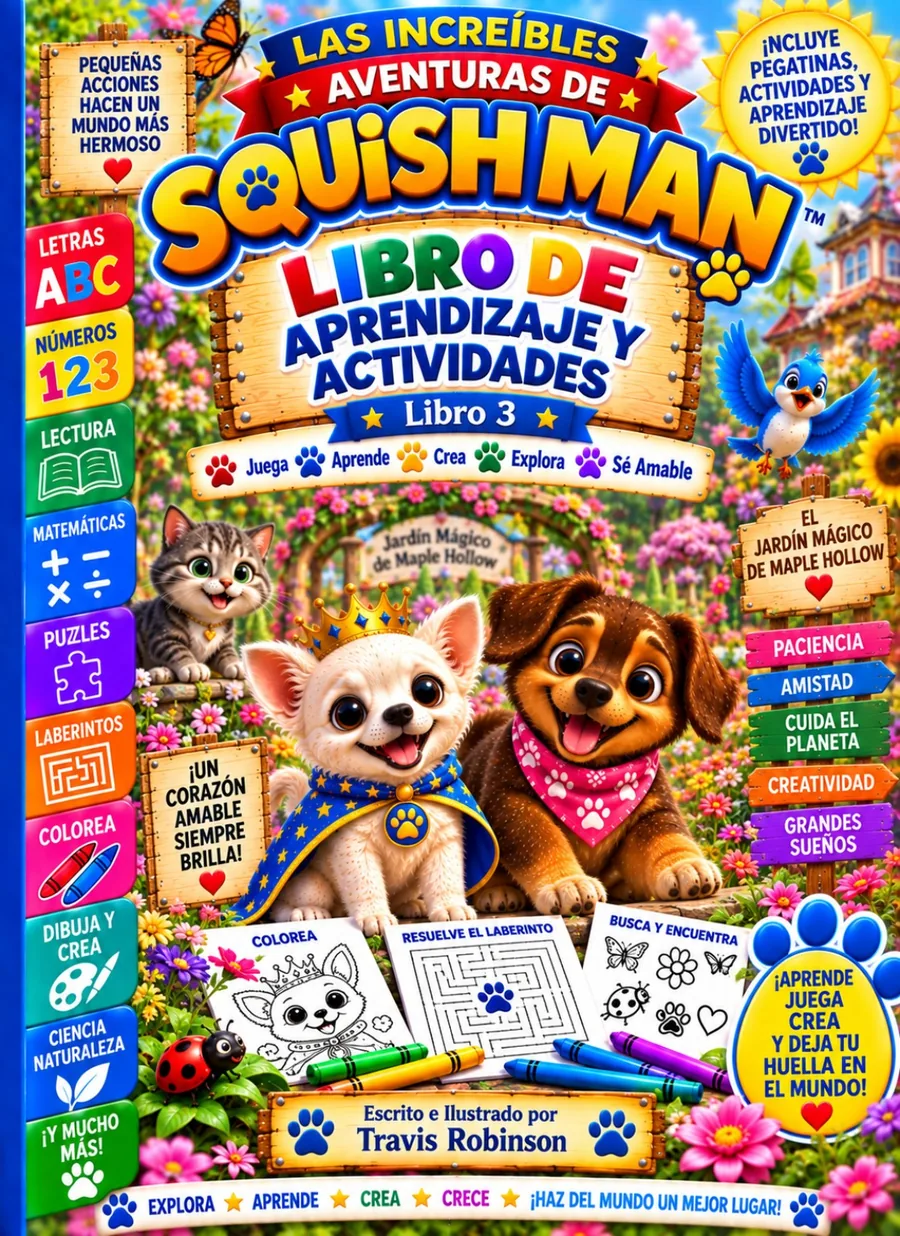 PEQUEÑAS
ACCIONES
HACEN UN
MUNDO MÁS
HERMOSO
LAS INCREÍBLES
AVENTURAS DE
SQUiSH MAN
TM
¡NCLUYE
PEGATINAS,
ACTIVIDADES Y
APRENDIZAJE
DIVERTIDO!
LIBRO DE
APRENDIZAJE Y
ACTIVIDADES
Libro 3
Juega Aprende Crea Explora Sé Amable
LETRAS
ABC
NÚMEROS
123
LECTURA
MATEMÁTICAS
+ −
× ÷
PUZZLES
LABERINTOS
COLOREA
DIBUJA Y
CREA
CIENCIA
NATURALEZA
¡Y MUCHO
MÁS!
Jardín Mágico
de Maple Hollow
EL
JARDÍN MÁGICO
DE MAPLE HOLLOW
PACIENCIA
AMISTAD
CUIDA EL
PLANETA
CREATIVIDAD
GRANDES
SUEÑOS
¡UN
CORAZÓN
AMABLE
SIEMPRE
BRILLA!
COLOREA
RESUELVE EL LABERINTO
BUSCA Y ENCUENTRA
¡APRENDE
JUEGA
CREA
Y DEJA TU
HUELLA EN
EL MUNDO!
Escrito e Ilustrado por
Travis Robinson
EXPLORA APRENDE CREA CRECE ¡HAZ DEL MUNDO UN MEJOR LUGAR!